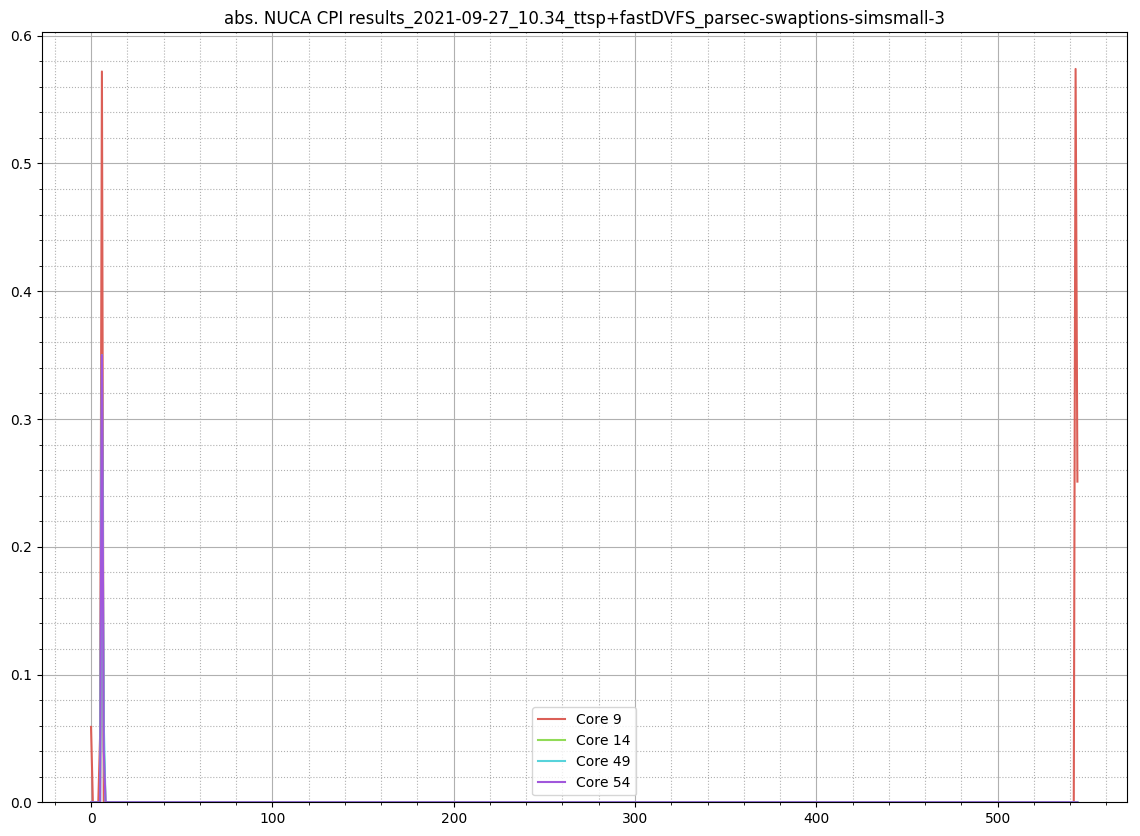 abs. NUCA CPI results_2021-09-27_10.34_ttsp+fastDVFS_parsec-swaptions-simsmall-3
0.6
0.5
0.4
0.3
0.2
0.1
0.0
Core 9
Core 14
Core 49
Core 54
0 100 200 300 400 500